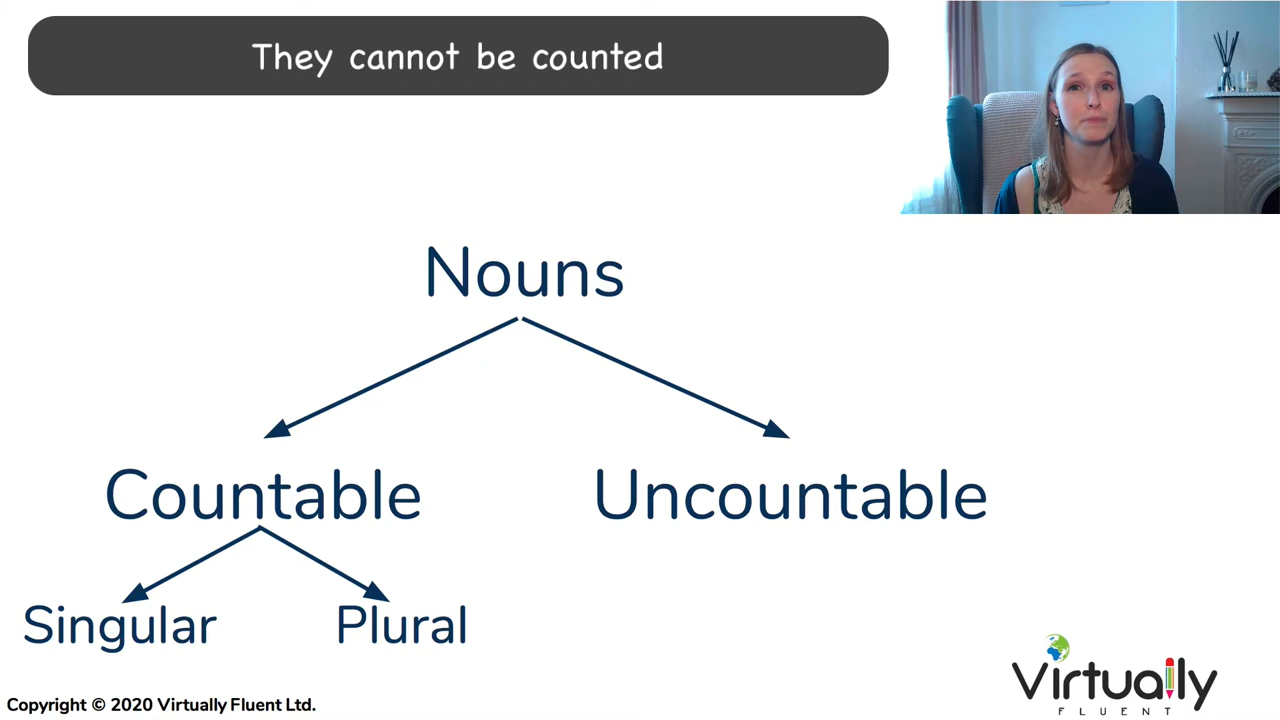 They cannot be counted
Nouns
Countable
Uncountable
Singular
Plural
Virtually
FLUENT
Copyright © 2020 Virtually Fluent Ltd.